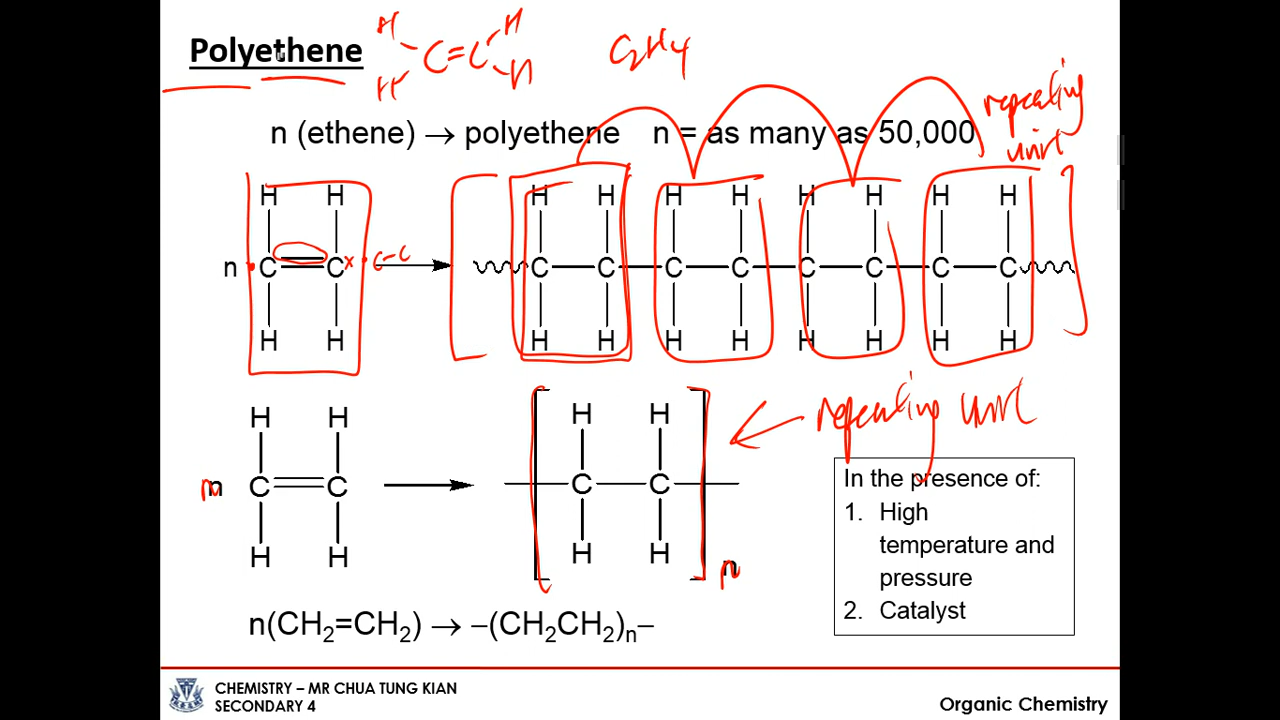 Polyethene
H H
C=C
H H
C2H4
n (ethene) → polyethene n = as many as 50,000
repeating
unit
H H H H H H H H H H
n C C C-C C C C C C C C C
H H H H H H H H H H
repeating unit
H H H H
n C C C C
H H H H
n
n(CH₂=CH₂) → –(CH₂CH₂)ₙ–
In the presence of:
1. High
temperature and
pressure
2. Catalyst
CHEMISTRY – MR CHUA TUNG KIAN
SECONDARY 4
Organic Chemistry